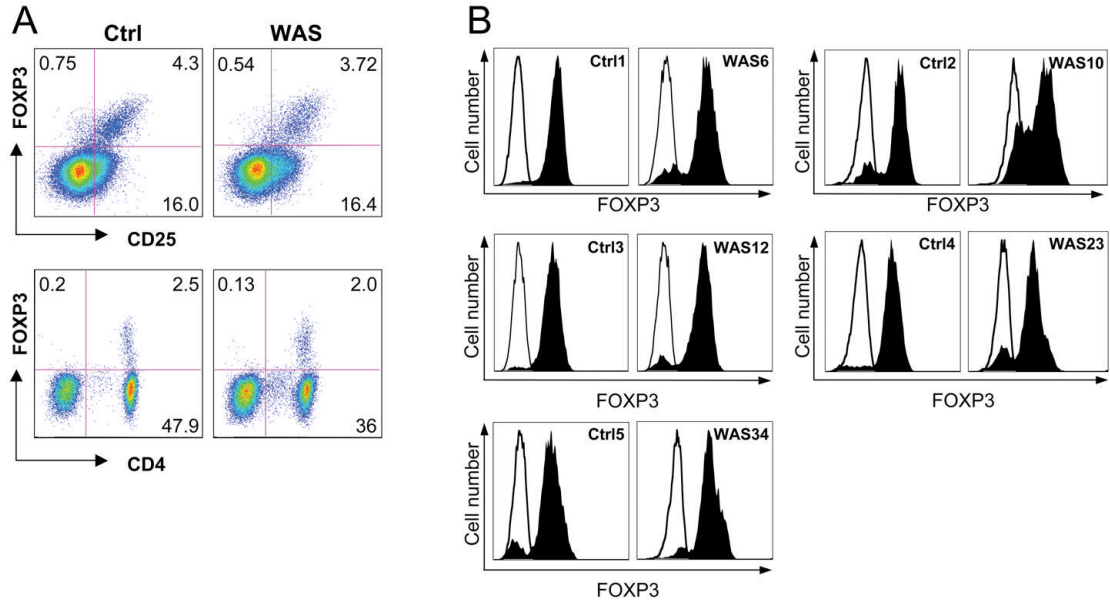 A
Ctrl WAS
FOXP3
0.75 4.3
16.0
0.54 3.72
16.4
CD25
FOXP3
0.2 2.5
47.9
0.13 2.0
36
CD4
B
Cell number
Ctrl1
WAS6
FOXP3
Cell number
Ctrl2
WAS10
FOXP3
Cell number
Ctrl3
WAS12
FOXP3
Cell number
Ctrl4
WAS23
FOXP3
Cell number
Ctrl5
WAS34
FOXP3